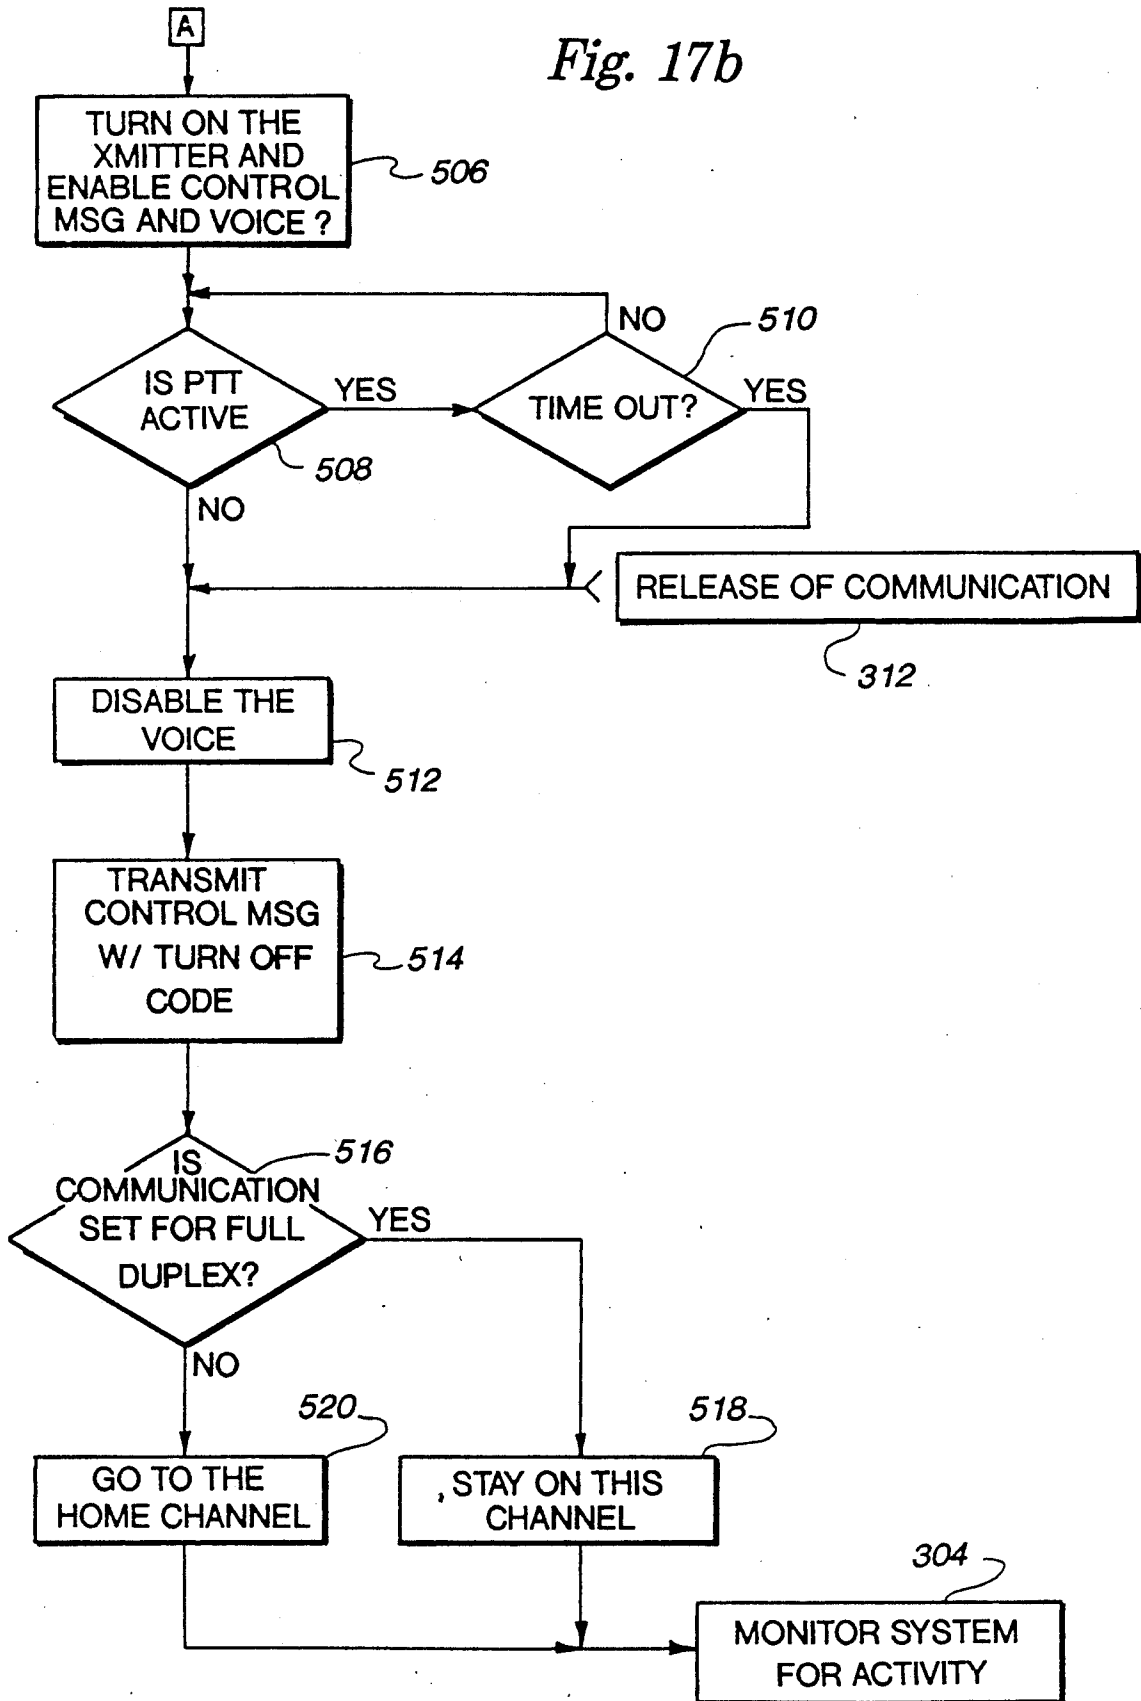 A
Fig. 17b
TURN ON THE
XMITTER AND
ENABLE CONTROL
MSG AND VOICE ?
506
IS PTT
ACTIVE
YES
508
NO
NO
510
TIME OUT?
YES
RELEASE OF COMMUNICATION
312
DISABLE THE
VOICE
512
TRANSMIT
CONTROL MSG
W/ TURN OFF
CODE
514
IS
COMMUNICATION
SET FOR FULL
DUPLEX?
516
YES
NO
520
GO TO THE
HOME CHANNEL
518
STAY ON THIS
CHANNEL
304
MONITOR SYSTEM
FOR ACTIVITY